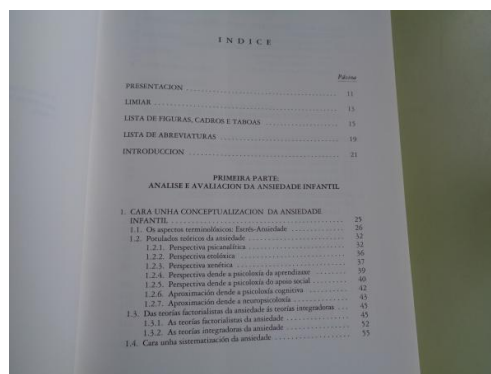 INDICE
Página
PRESENTACION 11
LIMIAR 13
LISTA DE FIGURAS, CADROS E TABOAS 15
LISTA DE ABREVIATURAS 19
INTRODUCCION 21
PRIMEIRA PARTE:
ANALISE E AVALIACION DA ANSIEDADE INFANTIL
1. CARA UNHA CONCEPTUALIZACION DA ANSIEDADE
INFANTIL 25
1.1. Os aspectos terminolóxicos: Estrés-Ansiedade 26
1.2. Postulados teóricos da ansiedade 32
1.2.1. Perspectiva psicanalítica 32
1.2.2. Perspectiva etolóxica 36
1.2.3. Perspectiva xenética 37
1.2.4. Perspectiva dende a psicoloxía da aprendizaxe 39
1.2.5. Perspectiva dende a psicoloxía do apoio social 40
1.2.6. Aproximación dende a psicoloxía cognitiva 42
1.2.7. Aproximación dende a neuropsicoloxía 43
1.3. Das teorías factorialistas da ansiedade ás teorías integradoras 45
1.3.1. As teorías factorialistas da ansiedade 45
1.3.2. As teorías integradoras da ansiedade 52
1.4. Cara unha sistematización da ansiedade 55